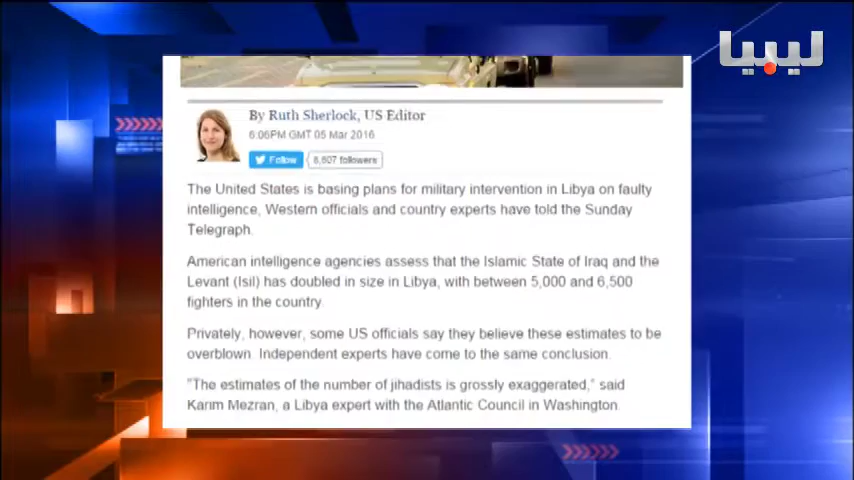 ليبيا
By Ruth Sherlock, US Editor
6:06PM GMT 05 Mar 2016
Follow 6,607 followers
The United States is basing plans for military intervention in Libya on faulty
intelligence, Western officials and country experts have told the Sunday
Telegraph.
American intelligence agencies assess that the Islamic State of Iraq and the
Levant (Isil) has doubled in size in Libya, with between 5,000 and 6,500
fighters in the country.
Privately, however, some US officials say they believe these estimates to be
overblown. Independent experts have come to the same conclusion.
"The estimates of the number of jihadists is grossly exaggerated," said
Karim Mezran, a Libya expert with the Atlantic Council in Washington.